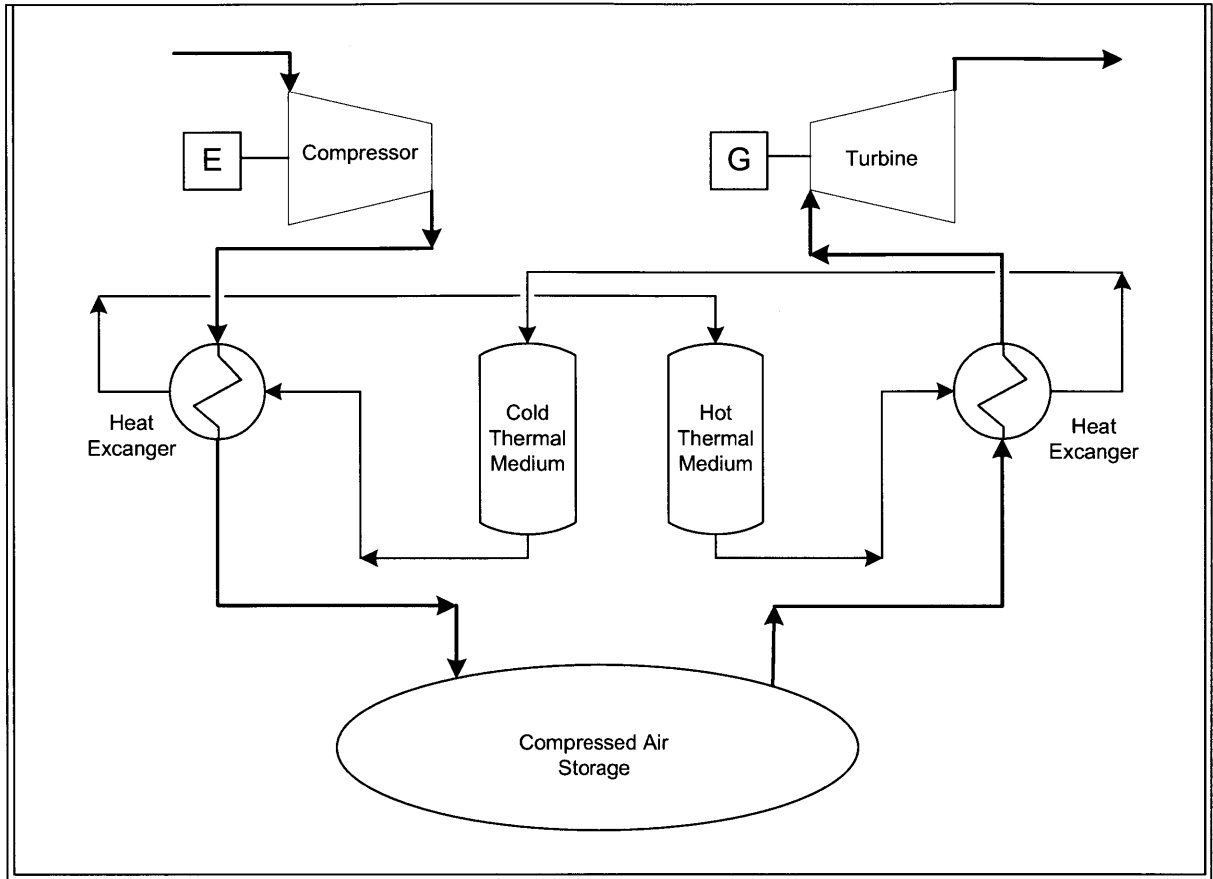 E
Compressor
G
Turbine
Heat
Excanger
Cold
Thermal
Medium
Hot
Thermal
Medium
Heat
Excanger
Compressed Air
Storage